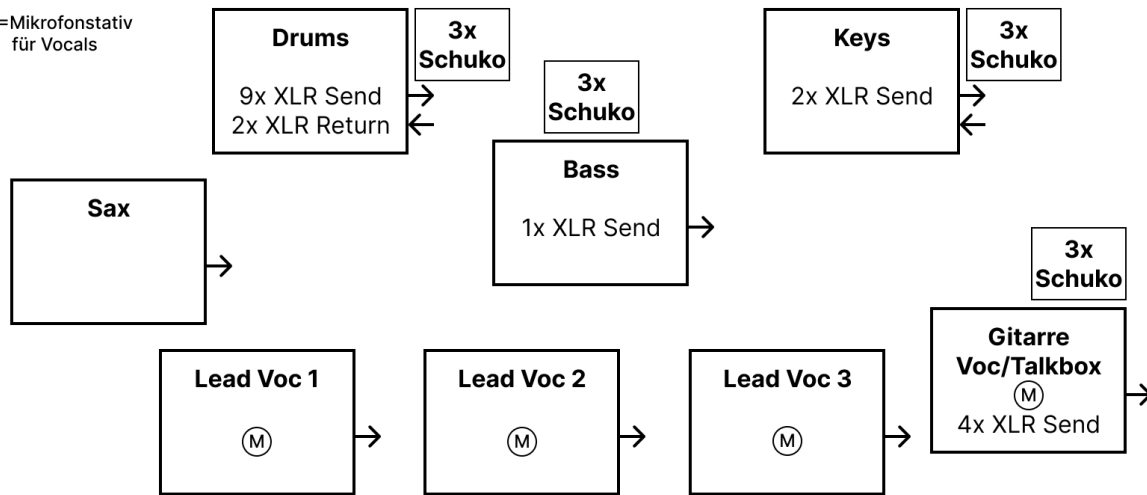 =Mikrofonstativ
für Vocals
Drums
9x XLR Send
2x XLR Return
3x
Schuko
3x
Schuko
Bass
1x XLR Send
Keys
2x XLR Send
3x
Schuko
Sax
Lead Voc 1
M
Lead Voc 2
M
Lead Voc 3
M
3x
Schuko
Gitarre
Voc/Talkbox
M
4x XLR Send